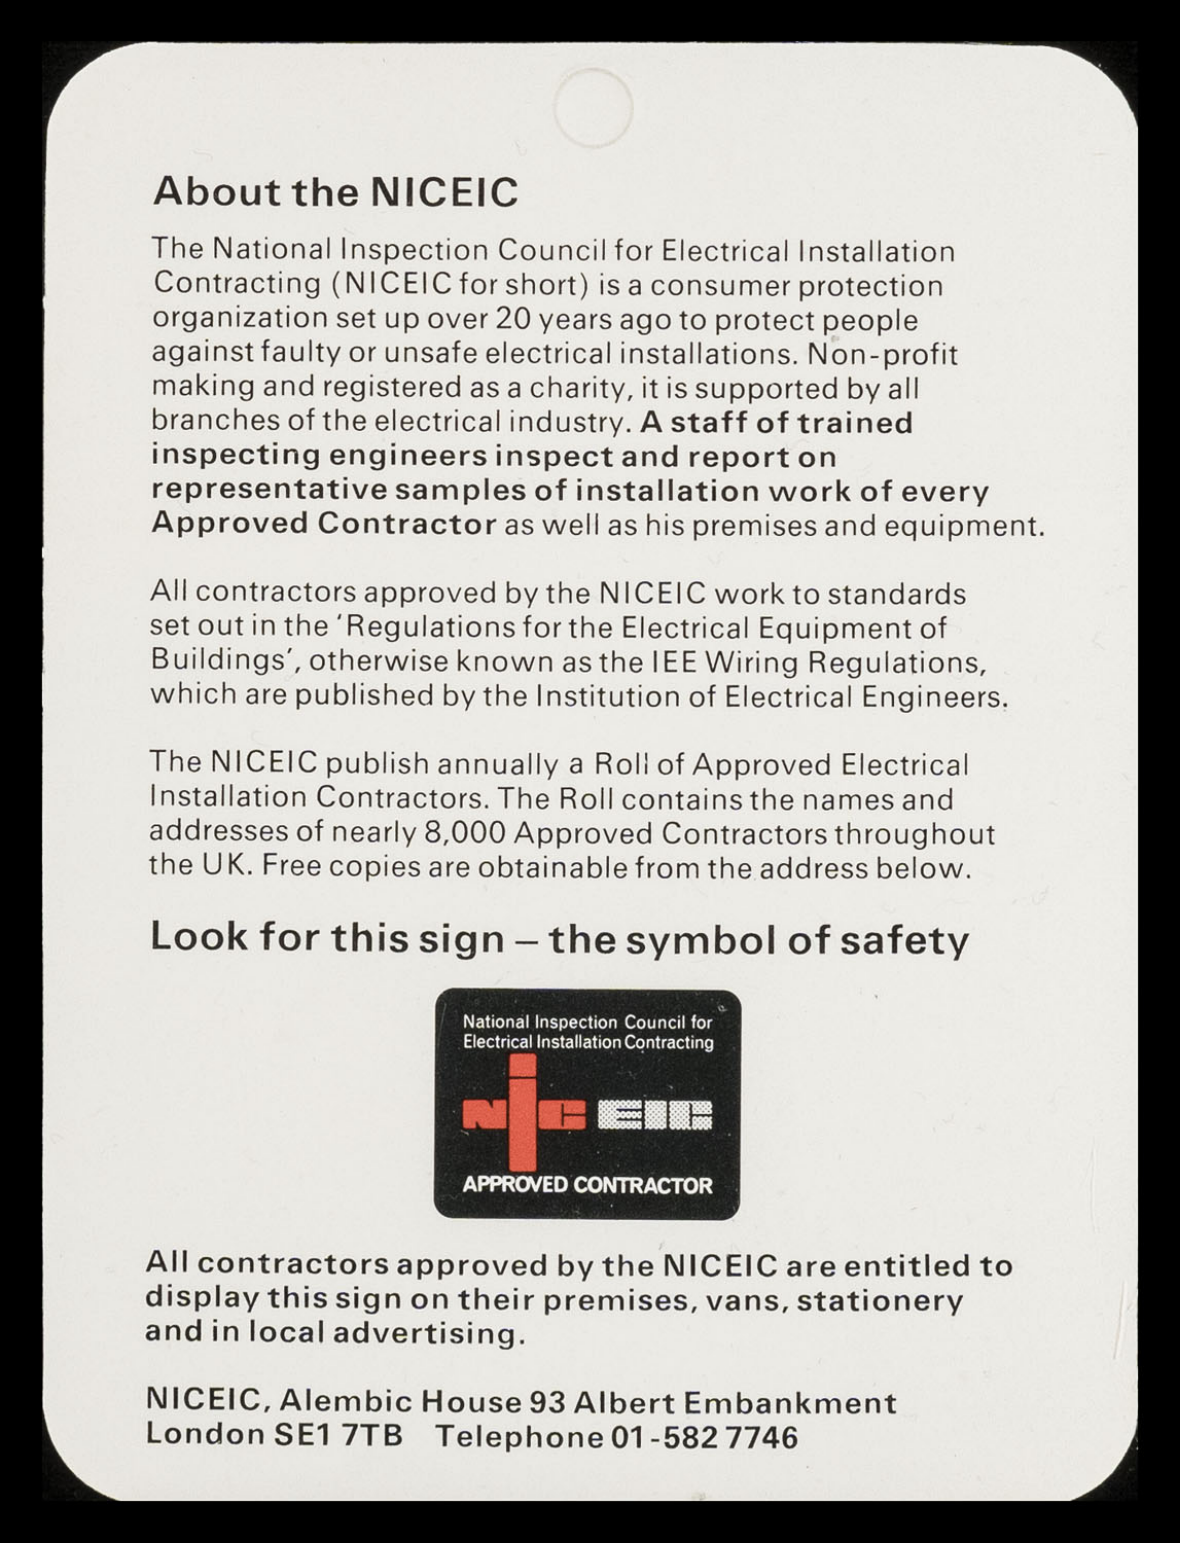 About the NICEIC
The National Inspection Council for Electrical Installation
Contracting (NICEIC for short) is a consumer protection
organization set up over 20 years ago to protect people
against faulty or unsafe electrical installations. Non-profit
making and registered as a charity, it is supported by all
branches of the electrical industry. A staff of trained
inspecting engineers inspect and report on
representative samples of installation work of every
Approved Contractor as well as his premises and equipment.
All contractors approved by the NICEIC work to standards
set out in the ‘Regulations for the Electrical Equipment of
Buildings’, otherwise known as the IEE Wiring Regulations,
which are published by the Institution of Electrical Engineers.
The NICEIC publish annually a Roll of Approved Electrical
Installation Contractors. The Roll contains the names and
addresses of nearly 8,000 Approved Contractors throughout
the UK. Free copies are obtainable from the address below.
Look for this sign – the symbol of safety
National Inspection Council for
Electrical Installation Contracting
NIC EIC
APPROVED CONTRACTOR
All contractors approved by the NICEIC are entitled to
display this sign on their premises, vans, stationery
and in local advertising.
NICEIC, Alembic House 93 Albert Embankment
London SE1 7TB Telephone 01-582 7746